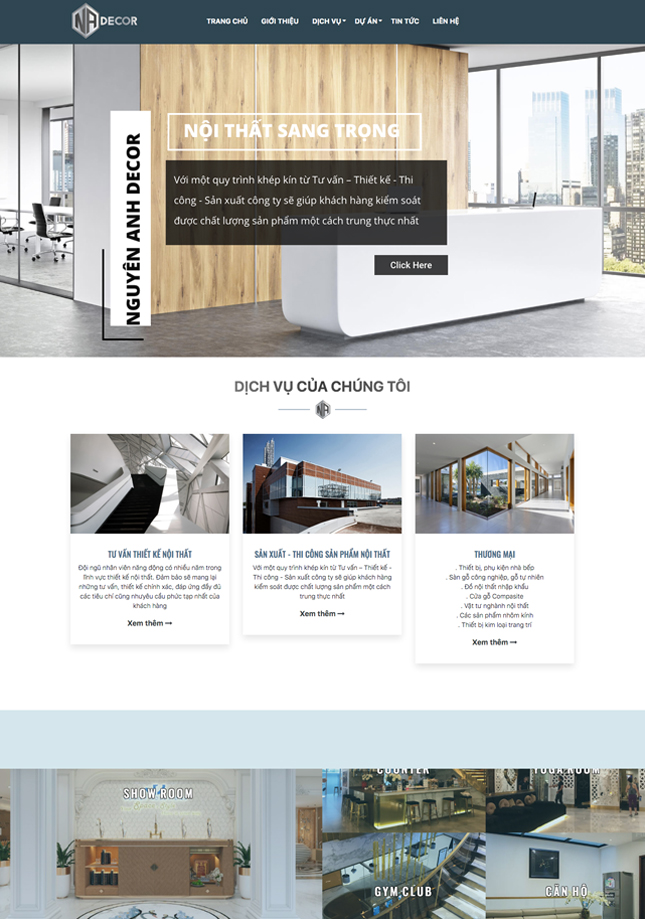 NA DECOR
TRANG CHỦ GIỚI THIỆU DỊCH VỤ DỰ ÁN TIN TỨC LIÊN HỆ
NGUYÊN ANH DECOR
NỘI THẤT SANG TRỌNG
Với một quy trình khép kín từ Tư vấn – Thiết kế - Thi
công - Sản xuất công ty sẽ giúp khách hàng kiểm soát
được chất lượng sản phẩm một cách trung thực nhất
Click Here
DỊCH VỤ CỦA CHÚNG TÔI
NA
TƯ VẤN THIẾT KẾ NỘI THẤT
Đội ngũ nhân viên năng động có nhiều năm trong
lĩnh vực thiết kế nội thất. Đảm bảo sẽ mang lại
những tư vấn, thiết kế chính xác, đáp ứng đầy đủ
các tiêu chí cũng nhuyêu cầu phức tạp nhất của
khách hàng
Xem thêm
SẢN XUẤT - THI CÔNG SẢN PHẨM NỘI THẤT
Với một quy trình khép kín từ Tư vấn – Thiết kế -
Thi công - Sản xuất công ty sẽ giúp khách hàng
kiểm soát được chất lượng sản phẩm một cách
trung thực nhất
Xem thêm
THƯƠNG MẠI
. Thiết bị, phụ kiện nhà bếp
. Sàn gỗ công nghiệp, gỗ tự nhiên
. Đồ nội thất nhập khẩu
. Cửa gỗ Compasite
. Vật tư nghành nội thất
. Các sản phẩm nhôm kính
. Thiết bị kim loại trang trí
Xem thêm
SHOW ROOM
COUNTER
YOGA ROOM
GYM CLUB
CĂN HỘ